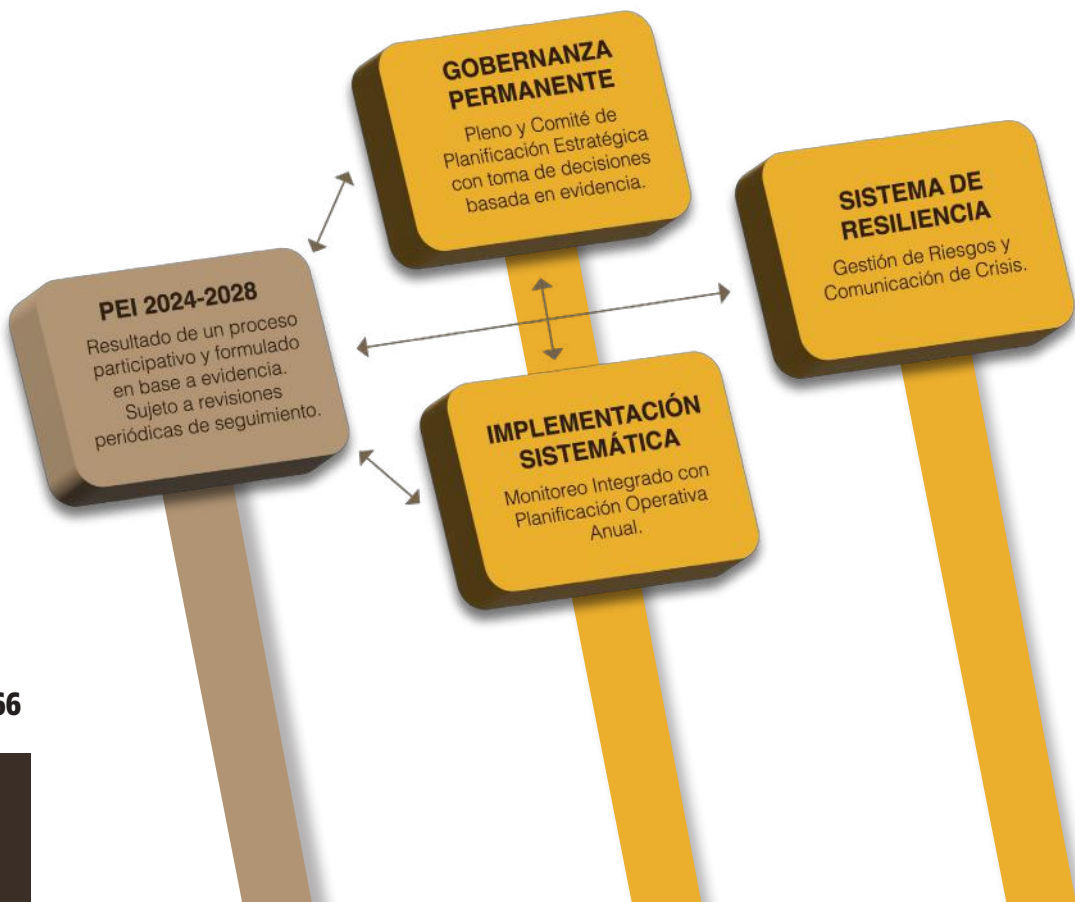 GOBERNANZA
PERMANENTE
Pleno y Comité de
Planificación Estratégica
con toma de decisiones
basada en evidencia.
SISTEMA DE
RESILIENCIA
Gestión de Riesgos y
Comunicación de Crisis.
PEI 2024-2028
Resultado de un proceso
participativo y formulado
en base a evidencia.
Sujeto a revisiones
periódicas de seguimiento.
IMPLEMENTACIÓN
SISTEMÁTICA
Monitoreo Integrado con
Planificación Operativa
Anual.
66